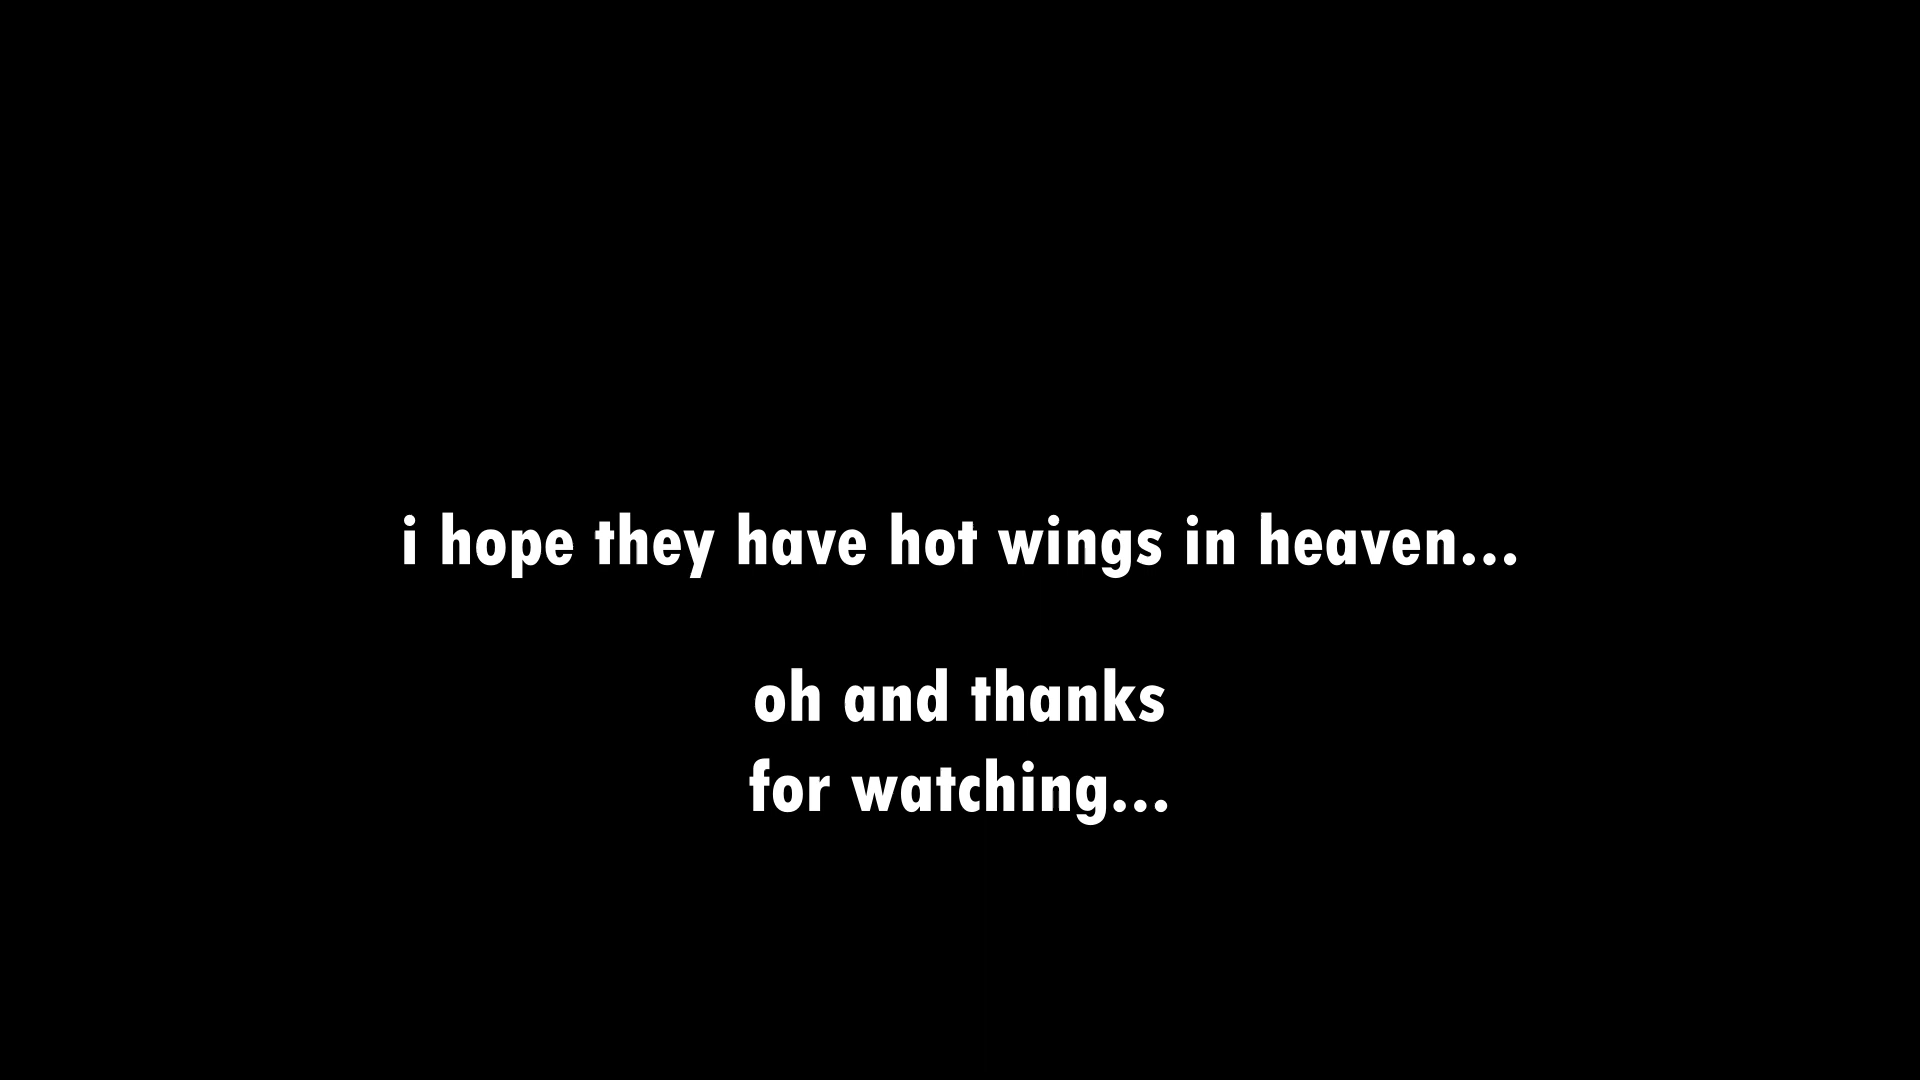 i hope they have hot wings in heaven...
oh and thanks
for watching...